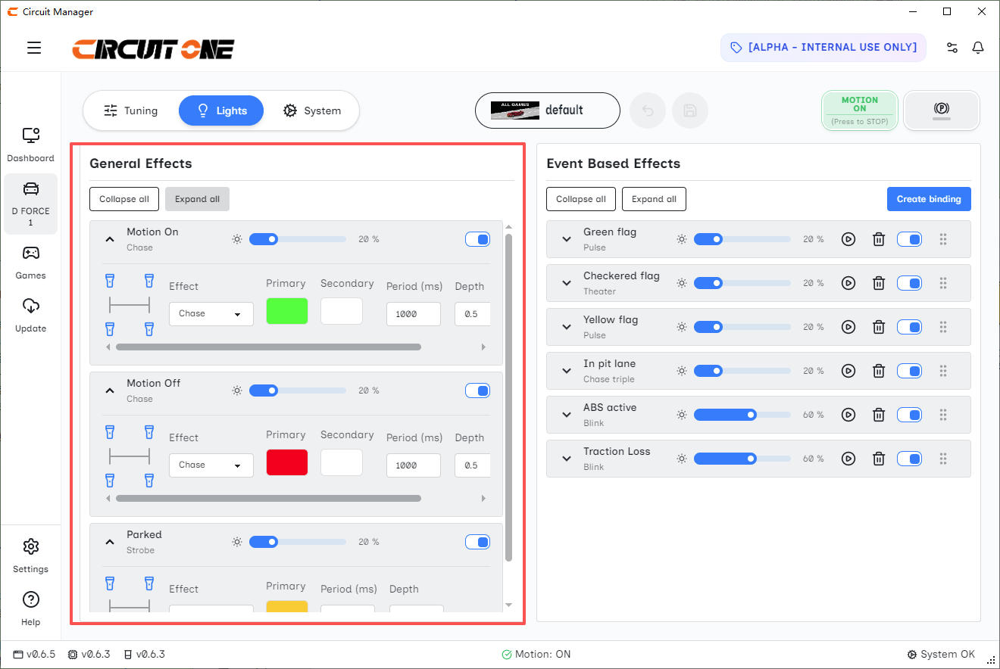 Circuit Manager
CIRCUIT ONE
[ALPHA - INTERNAL USE ONLY]
Tuning
Lights
System
ALL GAMES
default
MOTION
ON
(Press to STOP)
P
Dashboard
D FORCE
1
Games
Update
Settings
Help
General Effects
Collapse all
Expand all
Motion On
Chase
20 %
Effect
Primary
Secondary
Period (ms)
Depth
Chase
1000
0.5
Motion Off
Chase
20 %
Effect
Primary
Secondary
Period (ms)
Depth
Chase
1000
0.5
Parked
Strobe
20 %
Effect
Primary
Period (ms)
Depth
Event Based Effects
Collapse all
Expand all
Create binding
Green flag
Pulse
20 %
Checkered flag
Theater
20 %
Yellow flag
Pulse
20 %
In pit lane
Chase triple
20 %
ABS active
Blink
60 %
Traction Loss
Blink
60 %
v0.6.5
v0.6.3
v0.6.3
Motion: ON
System OK